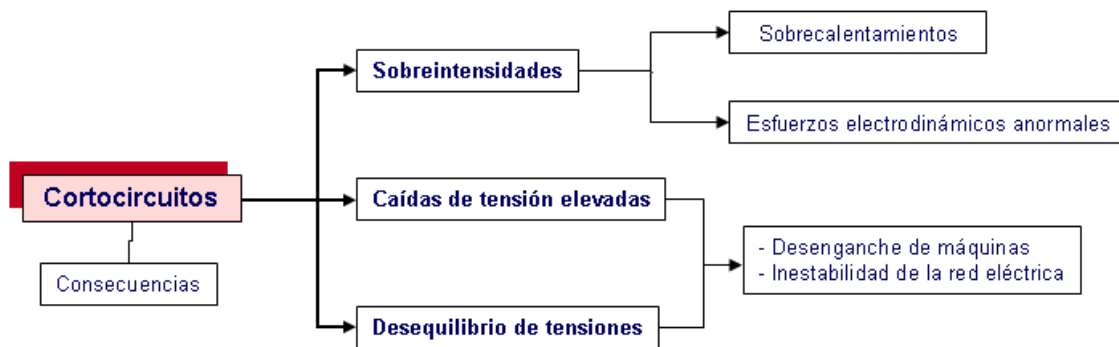 Cortocircuitos
Consecuencias
Sobreintensidades
Sobrecalentamientos
Esfuerzos electrodinámicos anormales
Caídas de tensión elevadas
Desequilibrio de tensiones
- Desenganche de máquinas
- Inestabilidad de la red eléctrica